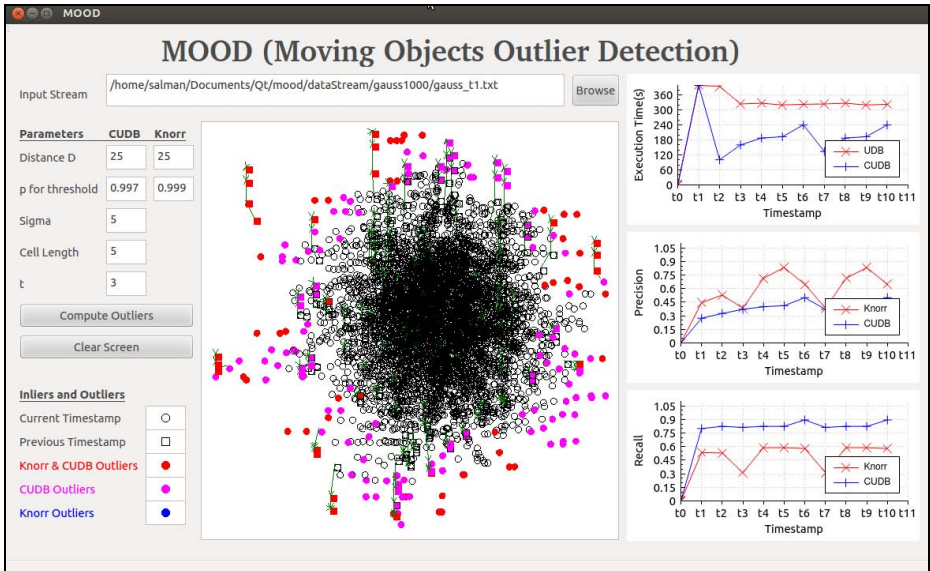 MOOD
MOOD (Moving Objects Outlier Detection)
Input Stream /home/salman/Documents/Qt/mood/dataStream/gauss1000/gauss_t1.txt Browse
Parameters CUDB Knorr
Distance D 25 25
p for threshold 0.997 0.999
Sigma 5
Cell Length 5
t 3
Compute Outliers
Clear Screen
Inliers and Outliers
Current Timestamp
Previous Timestamp
Knorr & CUDB Outliers
CUDB Outliers
Knorr Outliers
Execution Time(s)
360
300
240
180
120
60
0
UDB
CUDB
t0 t1 t2 t3 t4 t5 t6 t7 t8 t9 t10 t11
Timestamp
Precision
1.05
0.9
0.75
0.6
0.45
0.3
0.15
0
Knorr
CUDB
t0 t1 t2 t3 t4 t5 t6 t7 t8 t9 t10 t11
Timestamp
Recall
1.05
0.9
0.75
0.6
0.45
0.3
0.15
0
Knorr
CUDB
t0 t1 t2 t3 t4 t5 t6 t7 t8 t9 t10 t11
Timestamp